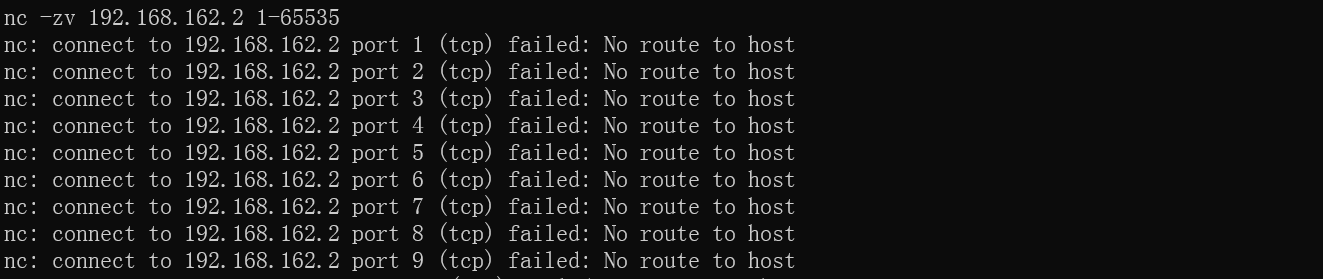 nc -zv 192.168.162.2 1-65535
nc: connect to 192.168.162.2 port 1 (tcp) failed: No route to host
nc: connect to 192.168.162.2 port 2 (tcp) failed: No route to host
nc: connect to 192.168.162.2 port 3 (tcp) failed: No route to host
nc: connect to 192.168.162.2 port 4 (tcp) failed: No route to host
nc: connect to 192.168.162.2 port 5 (tcp) failed: No route to host
nc: connect to 192.168.162.2 port 6 (tcp) failed: No route to host
nc: connect to 192.168.162.2 port 7 (tcp) failed: No route to host
nc: connect to 192.168.162.2 port 8 (tcp) failed: No route to host
nc: connect to 192.168.162.2 port 9 (tcp) failed: No route to host